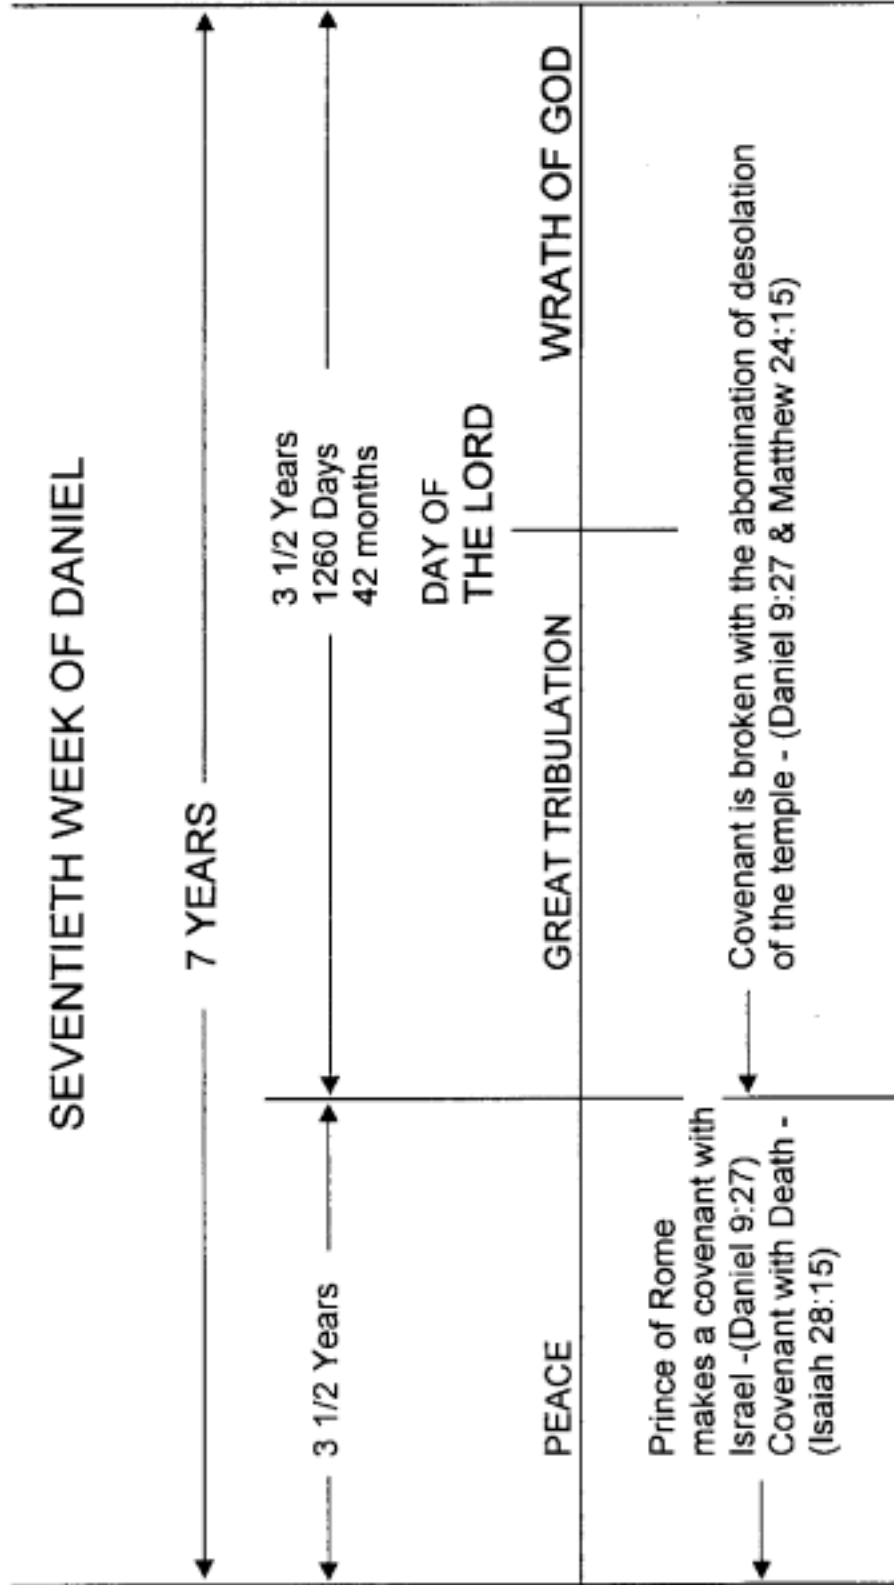 SEVENTIETH WEEK OF DANIEL
7 YEARS
3 1/2 Years
3 1/2 Years
1260 Days
42 months
DAY OF
THE LORD
PEACE
GREAT TRIBULATION
WRATH OF GOD
Prince of Rome
makes a covenant with
Israel -(Daniel 9:27)
Covenant with Death -
(Isaiah 28:15)
Covenant is broken with the abomination of desolation
of the temple - (Daniel 9:27 & Matthew 24:15)